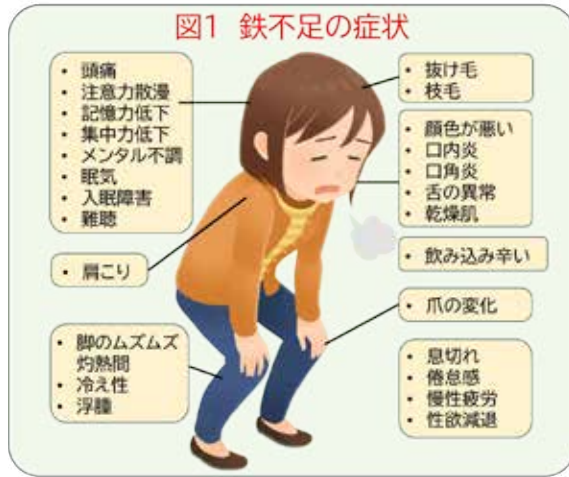 図1 鉄不足の症状
・ 頭痛
・ 注意力散漫
・ 記憶力低下
・ 集中力低下
・ メンタル不調
・ 眠気
・ 入眠障害
・ 難聴
・ 肩こり
・ 脚のムズムズ
灼熱間
・ 冷え性
・ 浮腫
・ 抜け毛
・ 枝毛
・ 顔色が悪い
・ 口内炎
・ 口角炎
・ 舌の異常
・ 乾燥肌
・ 飲み込み辛い
・ 爪の変化
・ 息切れ
・ 倦怠感
・ 慢性疲労
・ 性欲減退